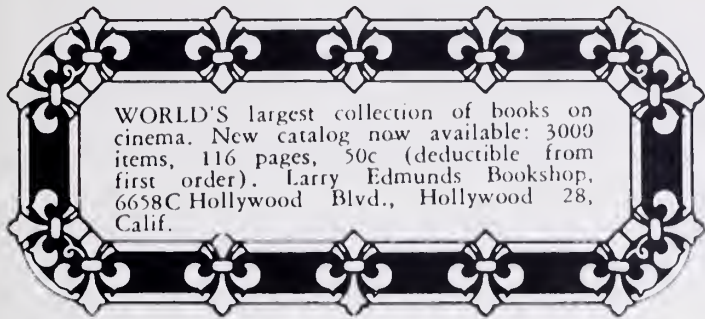 WORLD'S largest collection of books on
cinema. New catalog now available: 3000
items, 116 pages, 50c (deductible from
first order). Larry Edmunds Bookshop,
6658C Hollywood Blvd., Hollywood 28,
Calif.